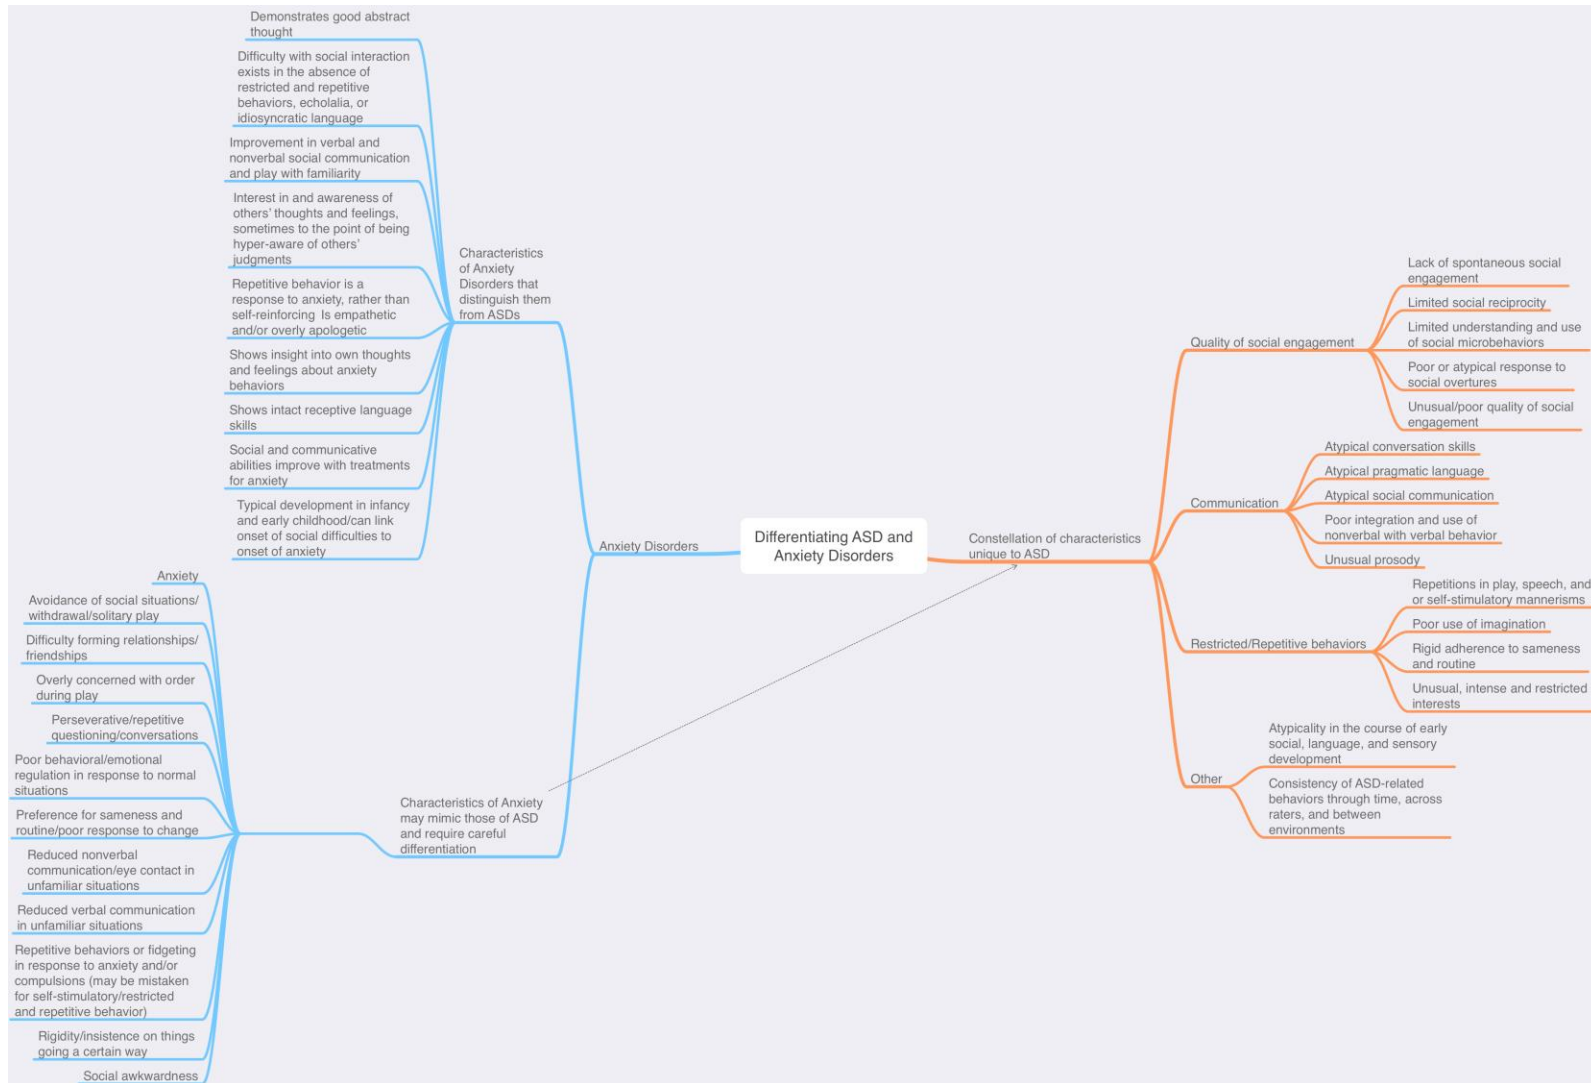 Differentiating ASD and
Anxiety Disorders
Anxiety Disorders
Characteristics
of Anxiety
Disorders that
distinguish them
from ASDs
Demonstrates good abstract
thought
Difficulty with social interaction
exists in the absence of
restricted and repetitive
behaviors, echolalia, or
idiosyncratic language
Improvement in verbal and
nonverbal social communication
and play with familiarity
Interest in and awareness of
others' thoughts and feelings,
sometimes to the point of being
hyper-aware of others'
judgments
Repetitive behavior is a
response to anxiety, rather than
self-reinforcing Is empathetic
and/or overly apologetic
Shows insight into own thoughts
and feelings about anxiety
behaviors
Shows intact receptive language
skills
Social and communicative
abilities improve with treatments
for anxiety
Typical development in infancy
and early childhood/can link
onset of social difficulties to
onset of anxiety
Characteristics of Anxiety
may mimic those of ASD
and require careful
differentiation
Anxiety
Avoidance of social situations/
withdrawal/solitary play
Difficulty forming relationships/
friendships
Overly concerned with order
during play
Perseverative/repetitive
questioning/conversations
Poor behavioral/emotional
regulation in response to normal
situations
Preference for sameness and
routine/poor response to change
Reduced nonverbal
communication/eye contact in
unfamiliar situations
Reduced verbal communication
in unfamiliar situations
Repetitive behaviors or fidgeting
in response to anxiety and/or
compulsions (may be mistaken
for self-stimulatory/restricted
and repetitive behavior)
Rigidity/insistence on things
going a certain way
Social awkwardness
Constellation of characteristics
unique to ASD
Quality of social engagement
Lack of spontaneous social
engagement
Limited social reciprocity
Limited understanding and use
of social microbehaviors
Poor or atypical response to
social overtures
Unusual/poor quality of social
engagement
Communication
Atypical conversation skills
Atypical pragmatic language
Atypical social communication
Poor integration and use of
nonverbal with verbal behavior
Unusual prosody
Restricted/Repetitive behaviors
Repetitions in play, speech, and
or self-stimulatory mannerisms
Poor use of imagination
Rigid adherence to sameness
and routine
Unusual, intense and restricted
interests
Other
Atypicality in the course of early
social, language, and sensory
development
Consistency of ASD-related
behaviors through time, across
raters, and between
environments